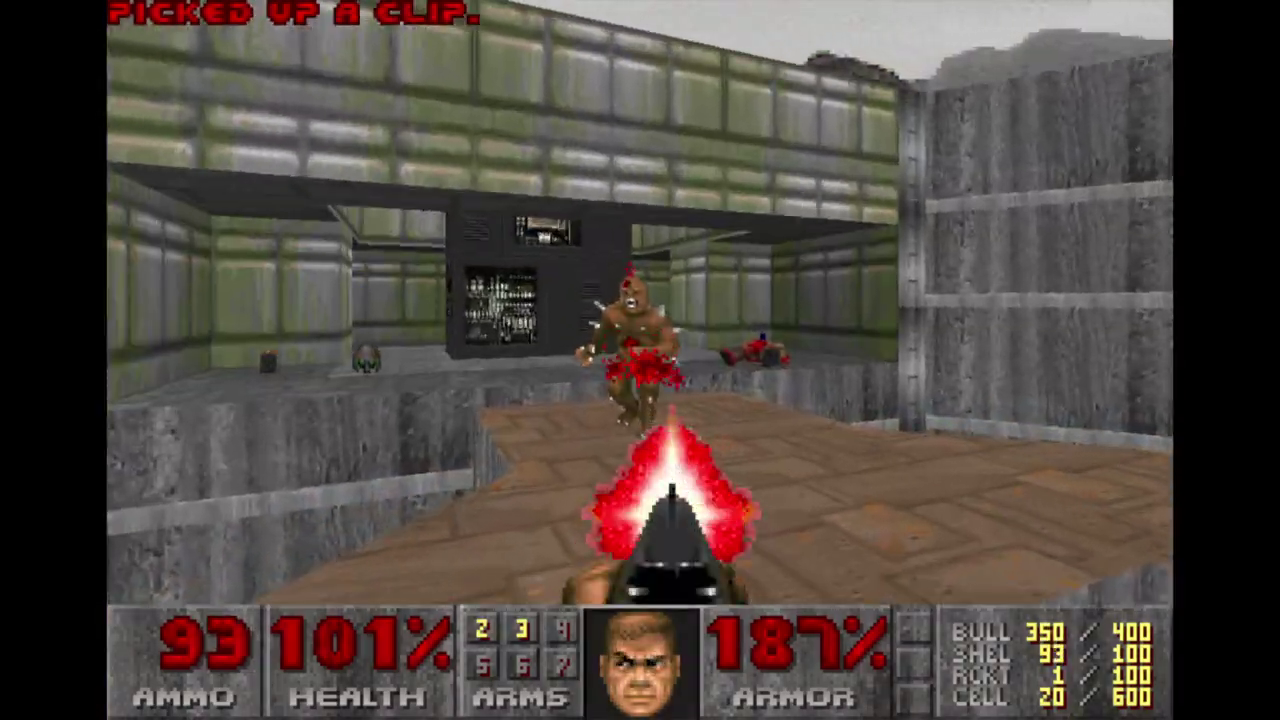 PICKED UP A CLIP.
93 101% 2 3 4 187% BULL 350 / 400
SHEL 93 / 100
5 6 7 RCKT 1 / 100
AMMO HEALTH ARMS ARMOR CELL 20 / 600